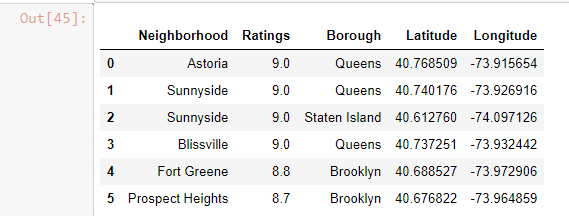 Out[45]:
Neighborhood Ratings Borough Latitude Longitude
0 Astoria 9.0 Queens 40.768509 -73.915654
1 Sunnyside 9.0 Queens 40.740176 -73.926916
2 Sunnyside 9.0 Staten Island 40.612760 -74.097126
3 Blissville 9.0 Queens 40.737251 -73.932442
4 Fort Greene 8.8 Brooklyn 40.688527 -73.972906
5 Prospect Heights 8.7 Brooklyn 40.676822 -73.964859